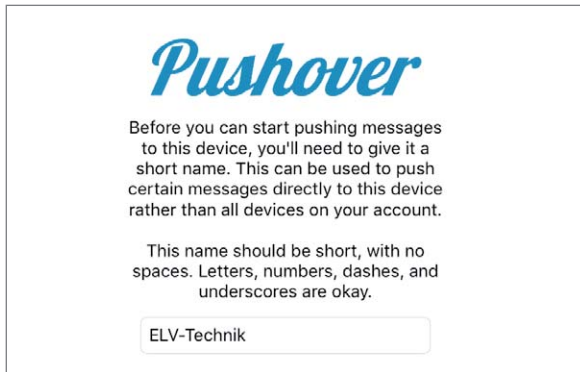 Pushover
Before you can start pushing messages
to this device, you'll need to give it a
short name. This can be used to push
certain messages directly to this device
rather than all devices on your account.
This name should be short, with no
spaces. Letters, numbers, dashes, and
underscores are okay.
ELV-Technik